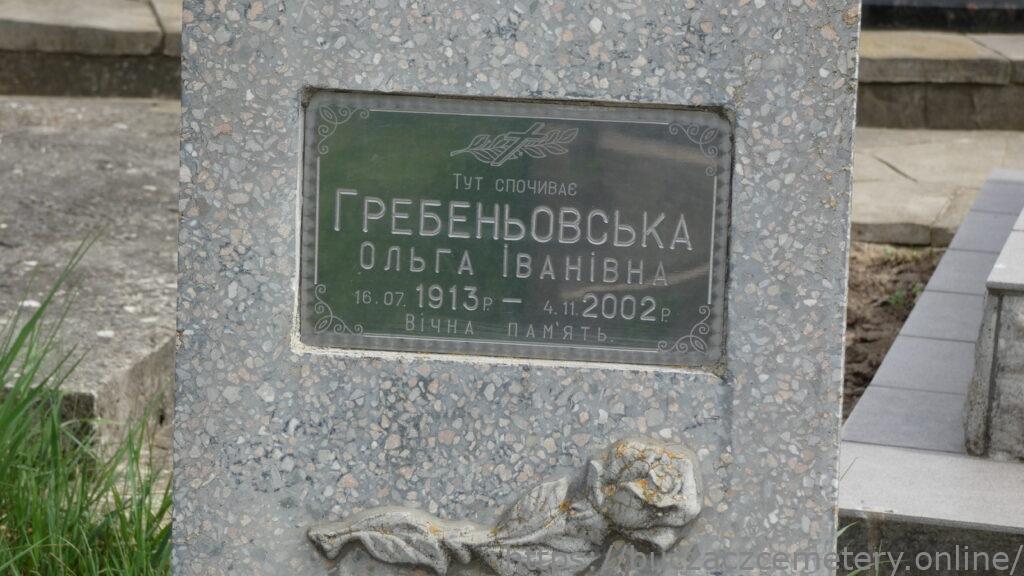 Тут спочиває
ГРЕБЕНЬОВСЬКА
ОЛЬГА ІВАНІВНА
16.07.1913р. – 4.11.2002р.
Вічна пам'ять.
https://buczaczcemetery.online/